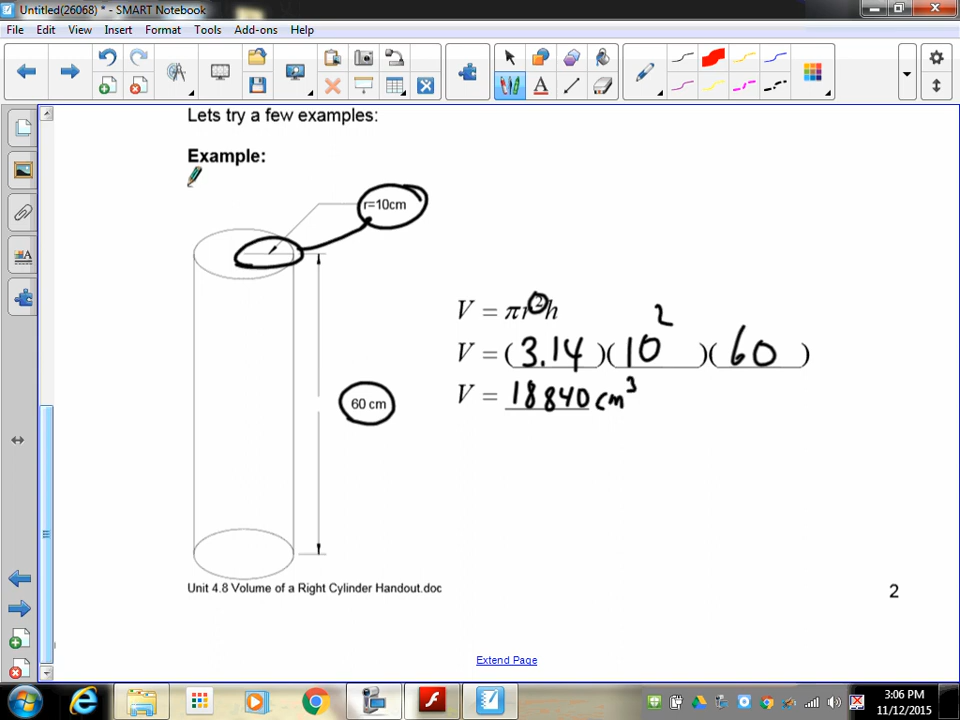 Untitled(26068) * - SMART Notebook
File Edit View Insert Format Tools Add-ons Help
Lets try a few examples:
Example:
r=10cm
V = πr²h
V = (3.14)(10²)(60)
60 cm
V = 18840 cm³
Unit 4.8 Volume of a Right Cylinder Handout.doc
2
Extend Page
3:06 PM
11/12/2015